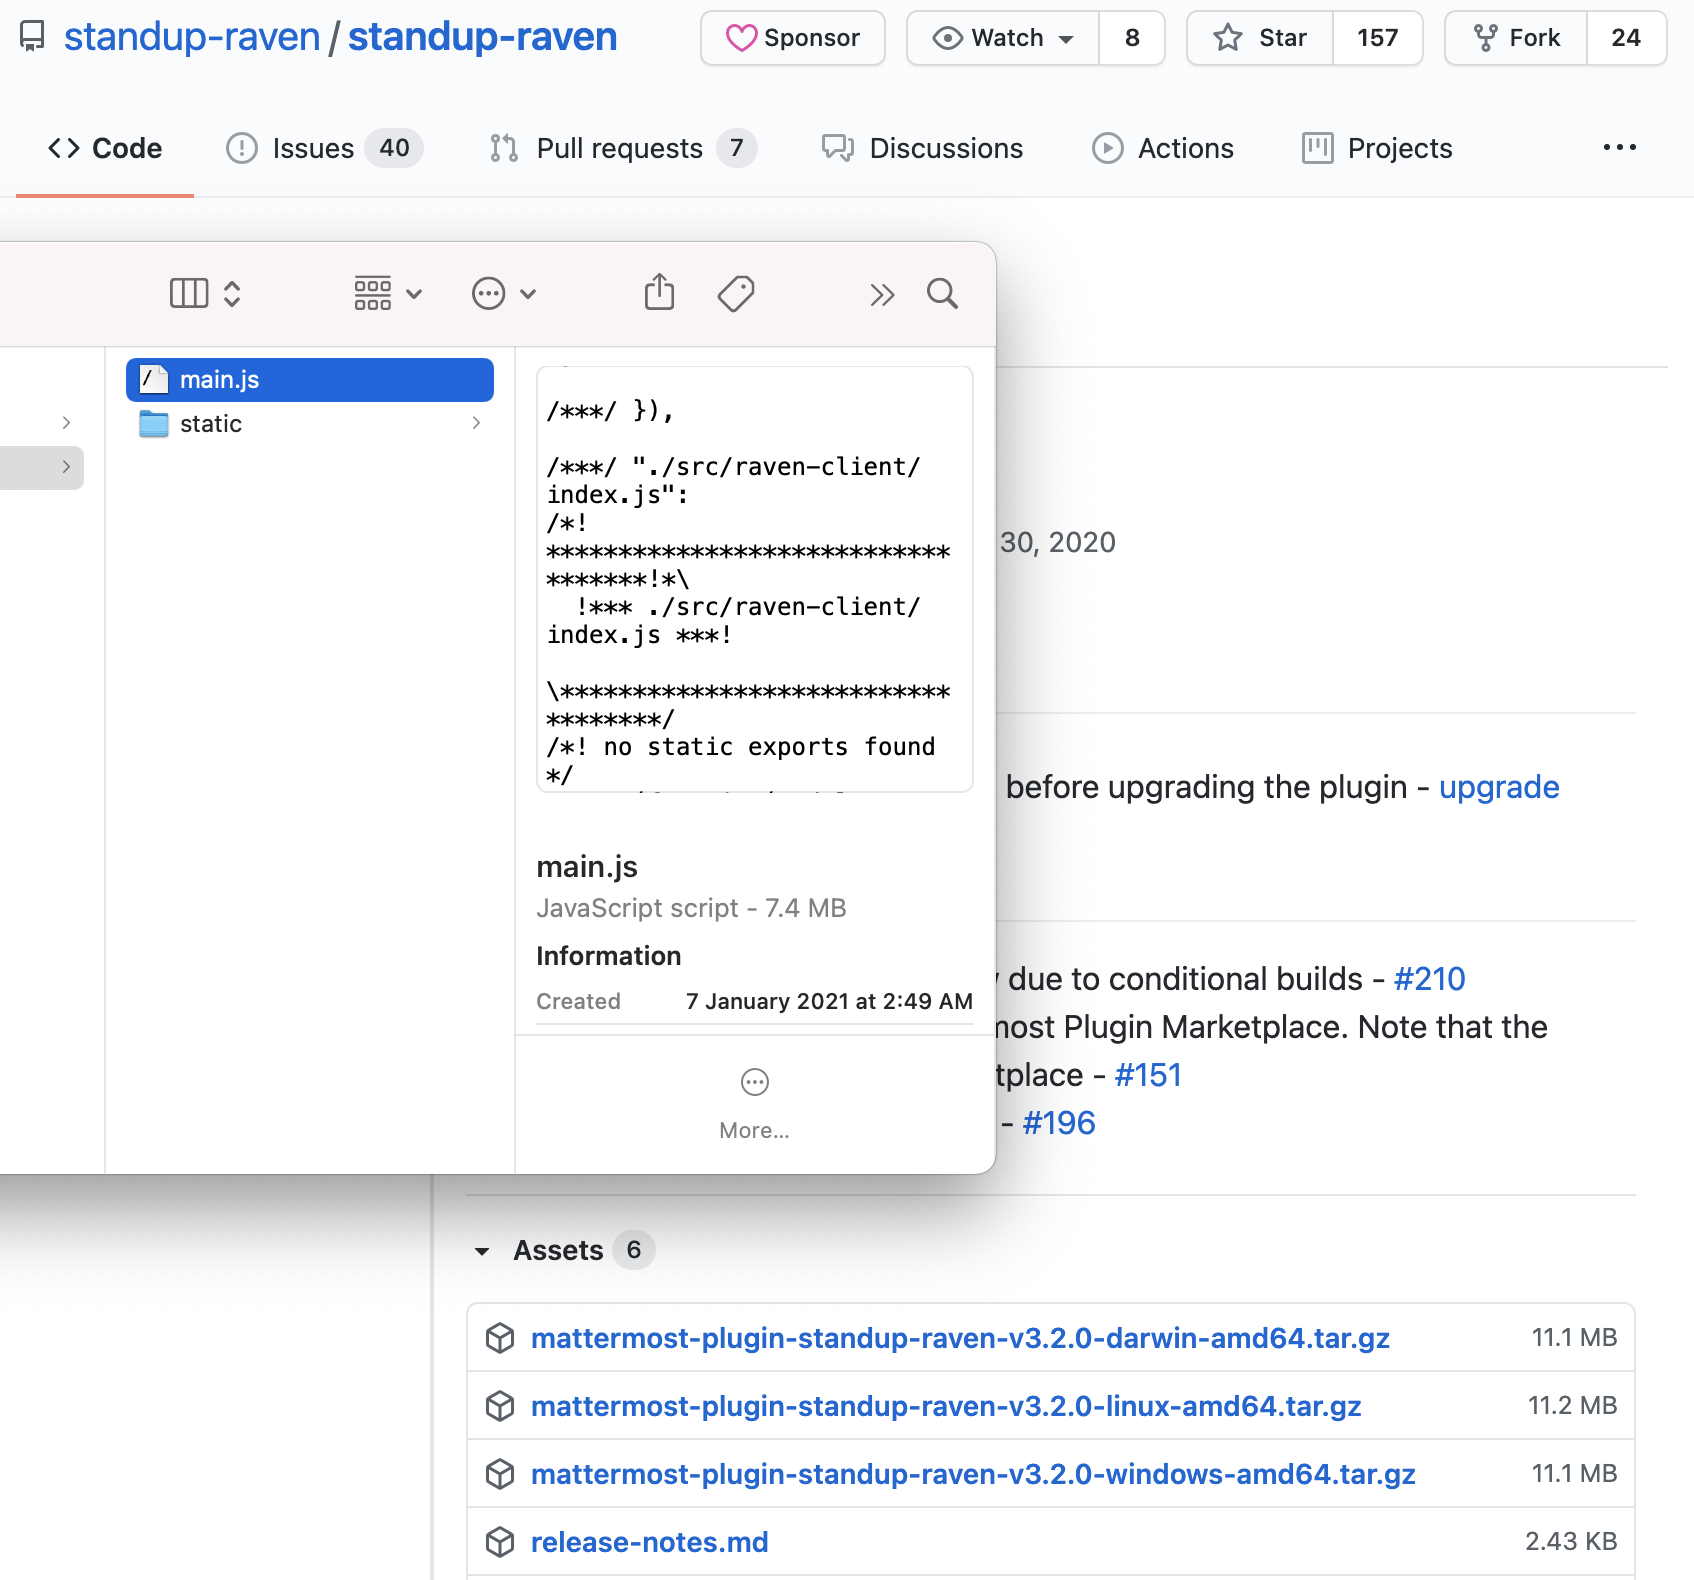 standup-raven / standup-raven
Sponsor
Watch 8
Star 157
Fork 24
Code
Issues 40
Pull requests 7
Discussions
Actions
Projects
main.js
static
/***/ }),
/***/ "./src/raven-client/
index.js":
/*!
****************************
*******!*\
!*** ./src/raven-client/
index.js ***!
\***************************
********/
/*! no static exports found
*/
main.js
JavaScript script - 7.4 MB
Information
Created 7 January 2021 at 2:49 AM
More...
30, 2020
before upgrading the plugin - upgrade
due to conditional builds - #210
Plugin Marketplace. Note that the
- #151
- #196
Assets 6
mattermost-plugin-standup-raven-v3.2.0-darwin-amd64.tar.gz 11.1 MB
mattermost-plugin-standup-raven-v3.2.0-linux-amd64.tar.gz 11.2 MB
mattermost-plugin-standup-raven-v3.2.0-windows-amd64.tar.gz 11.1 MB
release-notes.md 2.43 KB